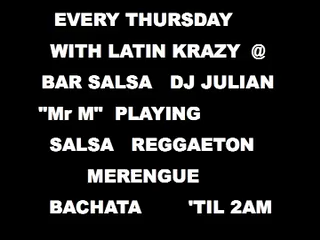 EVERY THURSDAY
WITH LATIN KRAZY @
BAR SALSA DJ JULIAN
"Mr M" PLAYING
SALSA REGGAETON
MERENGUE
BACHATA 'TIL 2AM